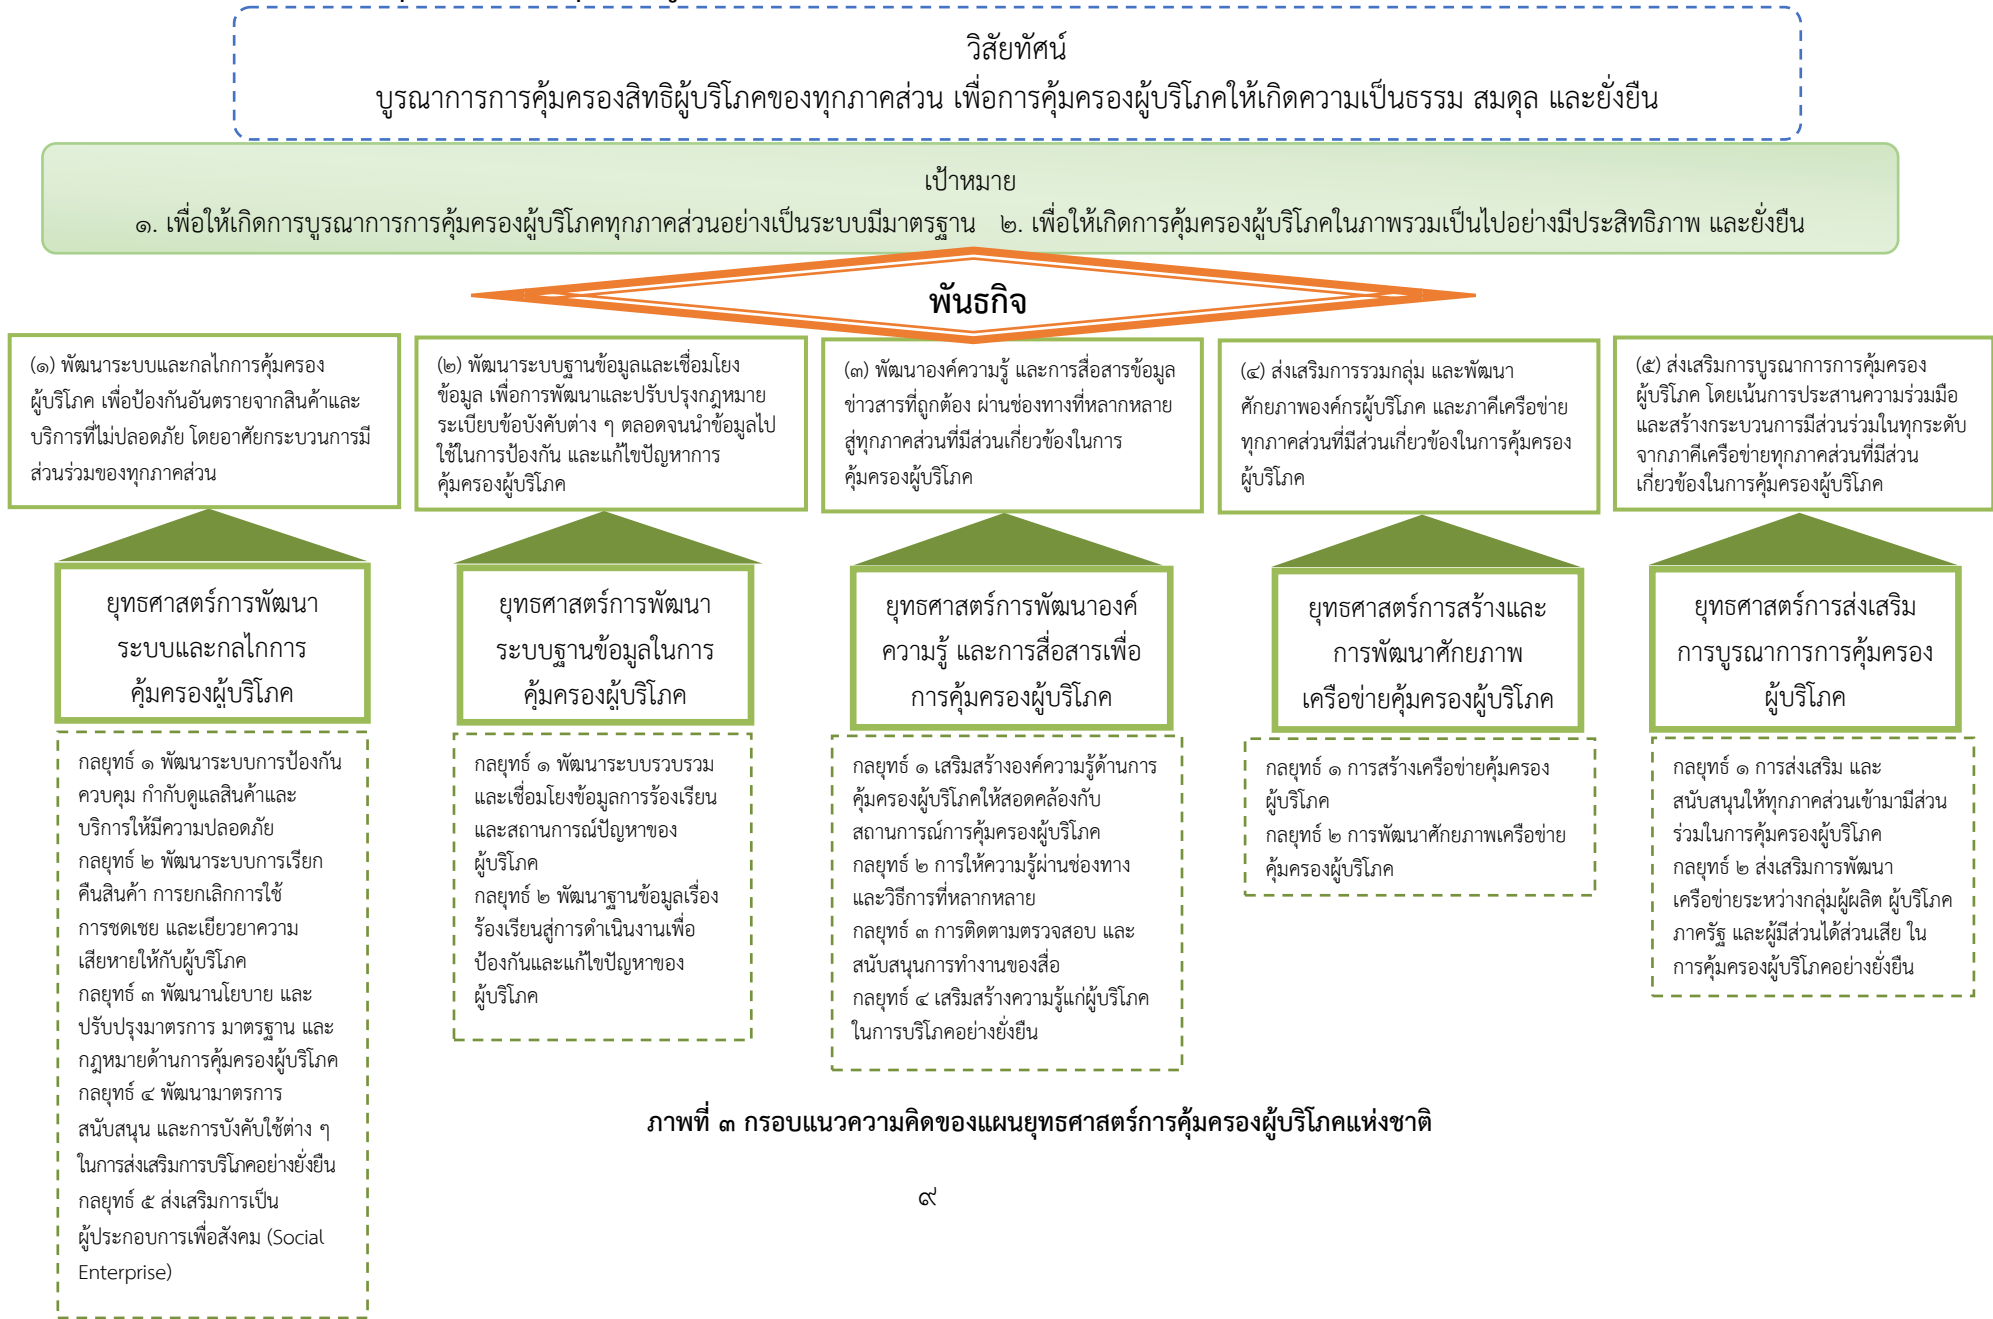 วิสัยทัศน์
บูรณาการการคุ้มครองสิทธิผู้บริโภคของทุกภาคส่วน เพื่อการคุ้มครองผู้บริโภคให้เกิดความเป็นธรรม สมดุล และยั่งยืน
เป้าหมาย
๑. เพื่อให้เกิดการบูรณาการการคุ้มครองผู้บริโภคทุกภาคส่วนอย่างเป็นระบบมีมาตรฐาน ๒. เพื่อให้เกิดการคุ้มครองผู้บริโภคในภาพรวมเป็นไปอย่างมีประสิทธิภาพ และยั่งยืน
พันธกิจ
(๑) พัฒนาระบบและกลไกการคุ้มครอง
ผู้บริโภค เพื่อป้องกันอันตรายจากสินค้าและ
บริการที่ไม่ปลอดภัย โดยอาศัยกระบวนการมี
ส่วนร่วมของทุกภาคส่วน
(๒) พัฒนาระบบฐานข้อมูลและเชื่อมโยง
ข้อมูล เพื่อการพัฒนาและปรับปรุงกฎหมาย
ระเบียบข้อบังคับต่าง ๆ ตลอดจนนำข้อมูลไป
ใช้ในการป้องกัน และแก้ไขปัญหาการ
คุ้มครองผู้บริโภค
(๓) พัฒนาองค์ความรู้ และการสื่อสารข้อมูล
ข่าวสารที่ถูกต้อง ผ่านช่องทางที่หลากหลาย
สู่ทุกภาคส่วนที่มีส่วนเกี่ยวข้องในการ
คุ้มครองผู้บริโภค
(๔) ส่งเสริมการรวมกลุ่ม และพัฒนา
ศักยภาพองค์กรผู้บริโภค และภาคีเครือข่าย
ทุกภาคส่วนที่มีส่วนเกี่ยวข้องในการคุ้มครอง
ผู้บริโภค
(๕) ส่งเสริมการบูรณาการการคุ้มครอง
ผู้บริโภค โดยเน้นการประสานความร่วมมือ
และสร้างกระบวนการมีส่วนร่วมในทุกระดับ
จากภาคีเครือข่ายทุกภาคส่วนที่มีส่วน
เกี่ยวข้องในการคุ้มครองผู้บริโภค
ยุทธศาสตร์การพัฒนา
ระบบและกลไกการ
คุ้มครองผู้บริโภค
ยุทธศาสตร์การพัฒนา
ระบบฐานข้อมูลในการ
คุ้มครองผู้บริโภค
ยุทธศาสตร์การพัฒนาองค์
ความรู้ และการสื่อสารเพื่อ
การคุ้มครองผู้บริโภค
ยุทธศาสตร์การสร้างและ
การพัฒนาศักยภาพ
เครือข่ายคุ้มครองผู้บริโภค
ยุทธศาสตร์การส่งเสริม
การบูรณาการการคุ้มครอง
ผู้บริโภค
กลยุทธ์ ๑ พัฒนาระบบการป้องกัน
ควบคุม กำกับดูแลสินค้าและ
บริการให้มีความปลอดภัย
กลยุทธ์ ๒ พัฒนาระบบการเรียก
คืนสินค้า การยกเลิกการใช้
การชดเชย และเยียวยาความ
เสียหายให้กับผู้บริโภค
กลยุทธ์ ๓ พัฒนานโยบาย และ
ปรับปรุงมาตรการ มาตรฐาน และ
กฎหมายด้านการคุ้มครองผู้บริโภค
กลยุทธ์ ๔ พัฒนามาตรการ
สนับสนุน และการบังคับใช้ต่าง ๆ
ในการส่งเสริมการบริโภคอย่างยั่งยืน
กลยุทธ์ ๕ ส่งเสริมการเป็น
ผู้ประกอบการเพื่อสังคม (Social
Enterprise)
กลยุทธ์ ๑ พัฒนาระบบรวบรวม
และเชื่อมโยงข้อมูลการร้องเรียน
และสถานการณ์ปัญหาของ
ผู้บริโภค
กลยุทธ์ ๒ พัฒนาฐานข้อมูลเรื่อง
ร้องเรียนสู่การดำเนินงานเพื่อ
ป้องกันและแก้ไขปัญหาของ
ผู้บริโภค
กลยุทธ์ ๑ เสริมสร้างองค์ความรู้ด้านการ
คุ้มครองผู้บริโภคให้สอดคล้องกับ
สถานการณ์การคุ้มครองผู้บริโภค
กลยุทธ์ ๒ การให้ความรู้ผ่านช่องทาง
และวิธีการที่หลากหลาย
กลยุทธ์ ๓ การติดตามตรวจสอบ และ
สนับสนุนการทำงานของสื่อ
กลยุทธ์ ๔ เสริมสร้างความรู้แก่ผู้บริโภค
ในการบริโภคอย่างยั่งยืน
กลยุทธ์ ๑ การสร้างเครือข่ายคุ้มครอง
ผู้บริโภค
กลยุทธ์ ๒ การพัฒนาศักยภาพเครือข่าย
คุ้มครองผู้บริโภค
กลยุทธ์ ๑ การส่งเสริม และ
สนับสนุนให้ทุกภาคส่วนเข้ามามีส่วน
ร่วมในการคุ้มครองผู้บริโภค
กลยุทธ์ ๒ ส่งเสริมการพัฒนา
เครือข่ายระหว่างกลุ่มผู้ผลิต ผู้บริโภค
ภาครัฐ และผู้มีส่วนได้ส่วนเสีย ใน
การคุ้มครองผู้บริโภคอย่างยั่งยืน
ภาพที่ ๓ กรอบแนวความคิดของแผนยุทธศาสตร์การคุ้มครองผู้บริโภคแห่งชาติ
๙